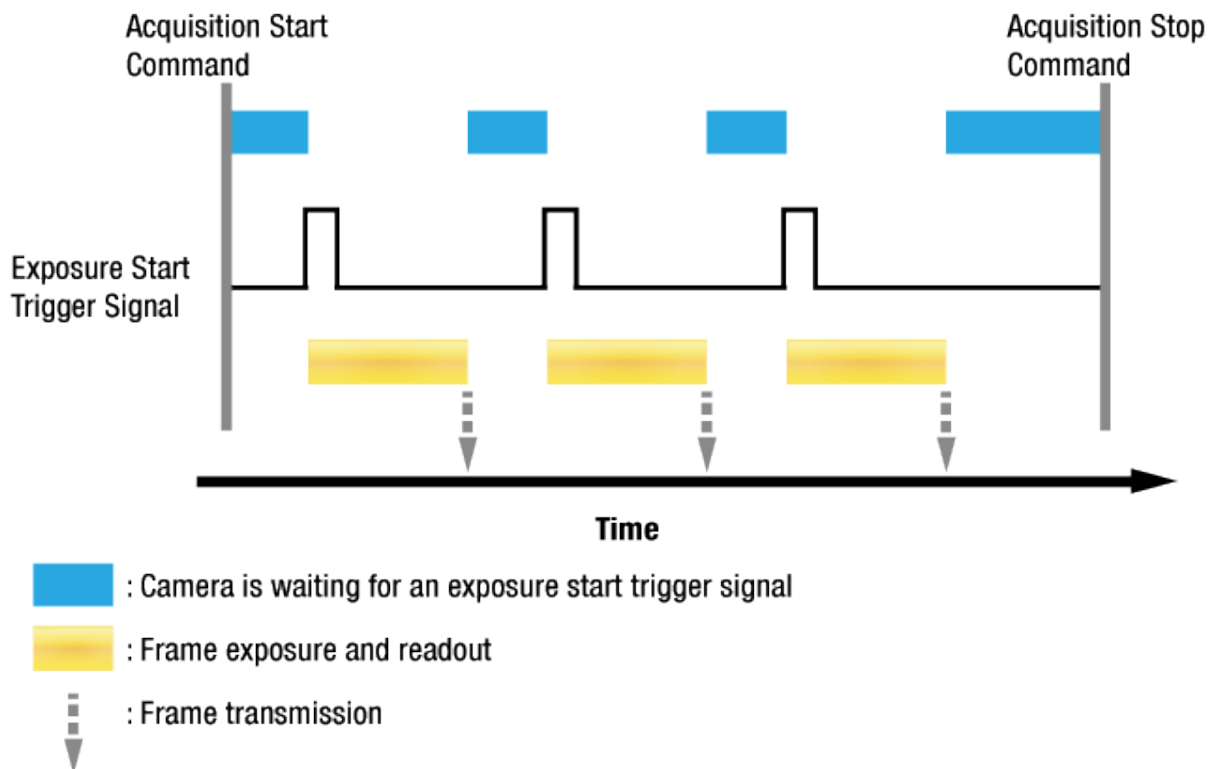 Acquisition Start
Command
Acquisition Stop
Command
Exposure Start
Trigger Signal
Time
: Camera is waiting for an exposure start trigger signal
: Frame exposure and readout
: Frame transmission